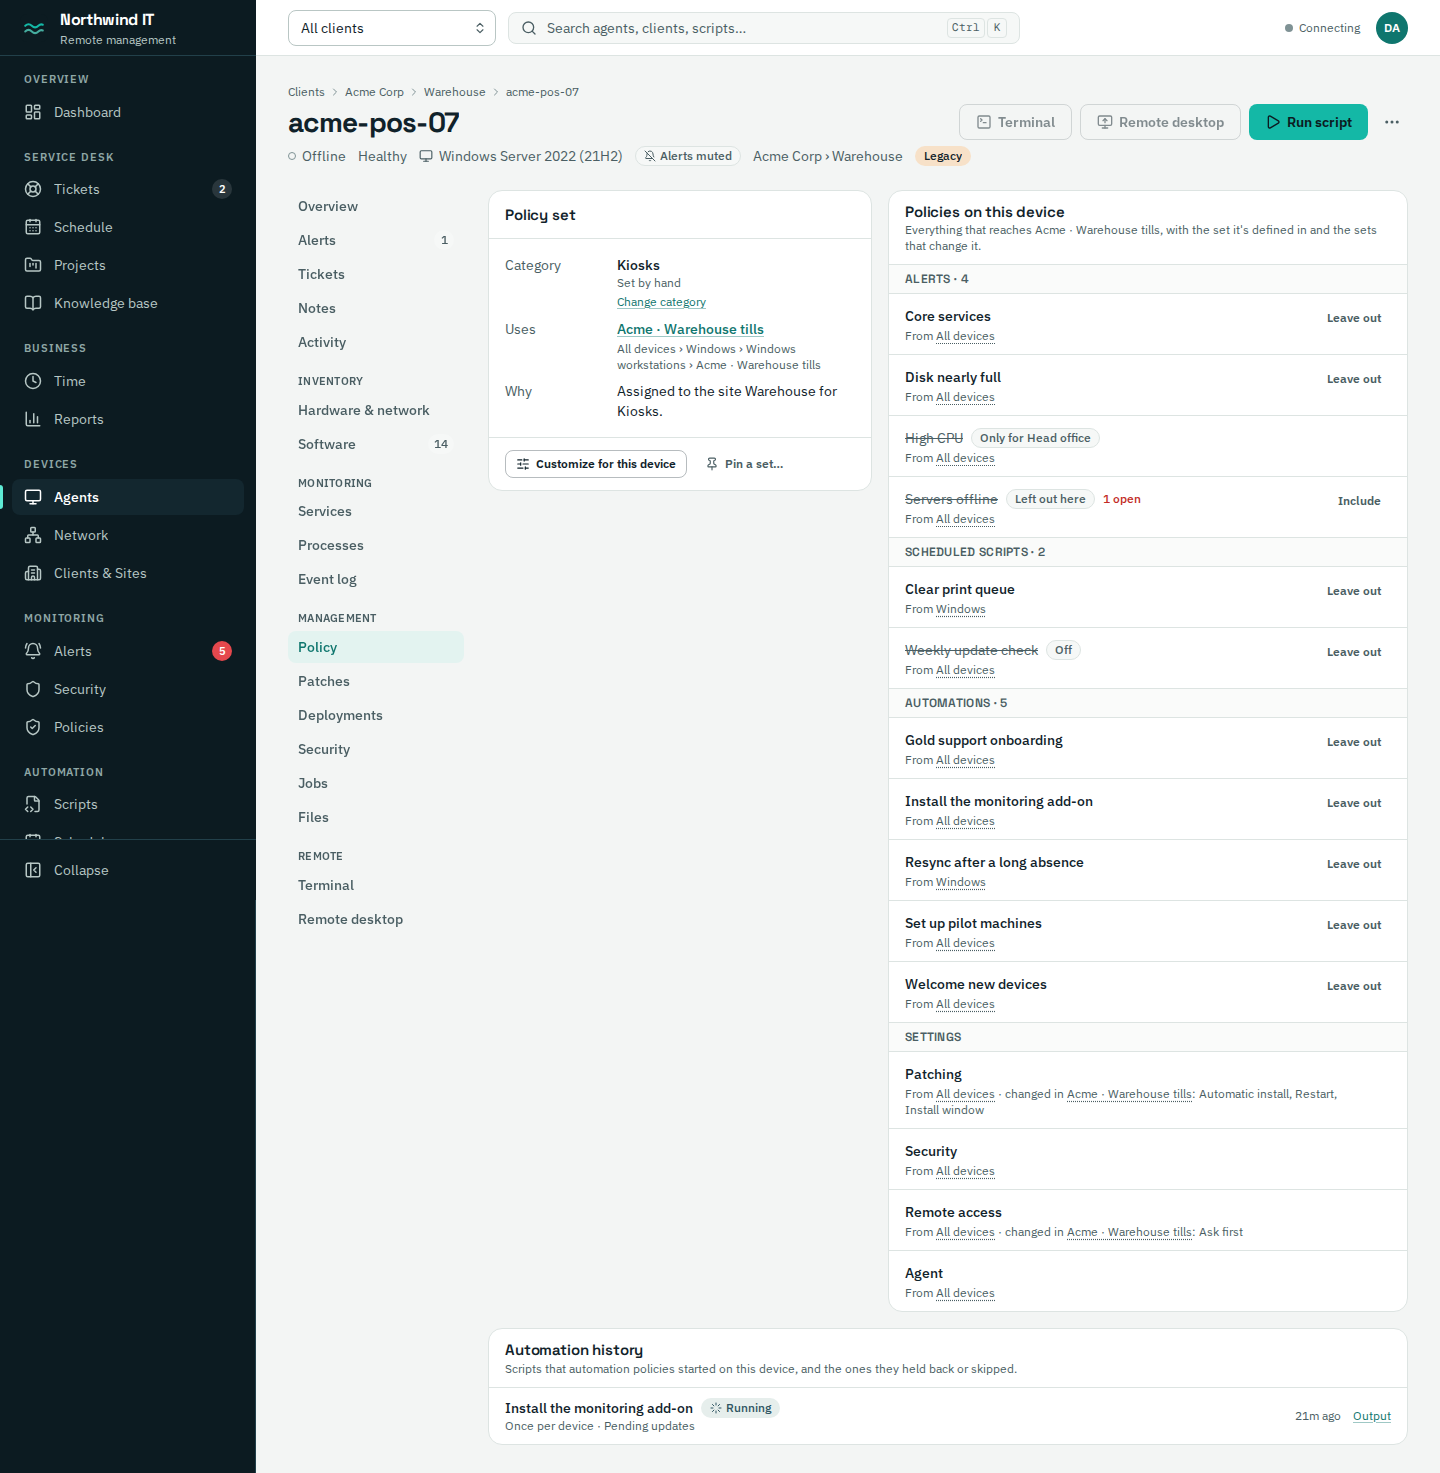 Northwind IT
Remote management
OVERVIEW
Dashboard
SERVICE DESK
Tickets 2
Schedule
Projects
Knowledge base
BUSINESS
Time
Reports
DEVICES
Agents
Network
Clients & Sites
MONITORING
Alerts 5
Security
Policies
AUTOMATION
Scripts
Collapse
All clients
Search agents, clients, scripts...
Ctrl K
Connecting
DA
Clients > Acme Corp > Warehouse > acme-pos-07
acme-pos-07
Terminal
Remote desktop
Run script
Offline Healthy Windows Server 2022 (21H2) Alerts muted Acme Corp › Warehouse Legacy
Overview
Alerts 1
Tickets
Notes
Activity
INVENTORY
Hardware & network
Software 14
MONITORING
Services
Processes
Event log
MANAGEMENT
Policy
Patches
Deployments
Security
Jobs
Files
REMOTE
Terminal
Remote desktop
Policy set
Category Kiosks
Set by hand
Change category
Uses Acme · Warehouse tills
All devices › Windows › Windows
workstations › Acme · Warehouse tills
Why Assigned to the site Warehouse for
Kiosks.
Customize for this device
Pin a set...
Policies on this device
Everything that reaches Acme · Warehouse tills, with the set it's defined in and the sets
that change it.
ALERTS · 4
Core services Leave out
From All devices
Disk nearly full Leave out
From All devices
High CPU Only for Head office
From All devices
Servers offline Left out here 1 open Include
From All devices
SCHEDULED SCRIPTS · 2
Clear print queue Leave out
From Windows
Weekly update check Off Leave out
From All devices
AUTOMATIONS · 5
Gold support onboarding Leave out
From All devices
Install the monitoring add-on Leave out
From All devices
Resync after a long absence Leave out
From Windows
Set up pilot machines Leave out
From All devices
Welcome new devices Leave out
From All devices
SETTINGS
Patching
From All devices · changed in Acme · Warehouse tills: Automatic install, Restart,
Install window
Security
From All devices
Remote access
From All devices · changed in Acme · Warehouse tills: Ask first
Agent
From All devices
Automation history
Scripts that automation policies started on this device, and the ones they held back or skipped.
Install the monitoring add-on Running
Once per device · Pending updates
21m ago Output